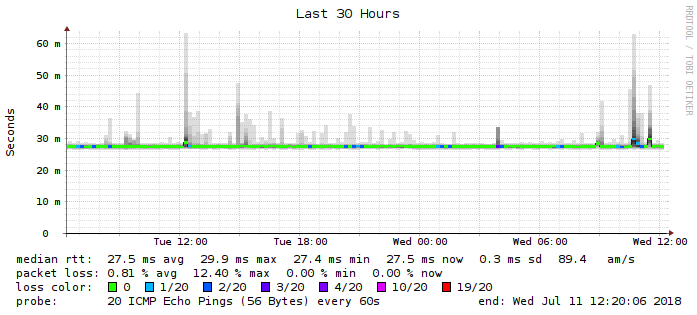 Last 30 Hours
RRDTOOL / TOBI OETIKER
Seconds
60 m
50 m
40 m
30 m
20 m
10 m
0
Tue 12:00 Tue 18:00 Wed 00:00 Wed 06:00 Wed 12:00
median rtt: 27.5 ms avg 29.9 ms max 27.4 ms min 27.5 ms now 0.3 ms sd 89.4 am/s
packet loss: 0.81 % avg 12.40 % max 0.00 % min 0.00 % now
loss color: 0 1/20 2/20 3/20 4/20 10/20 19/20
probe: 20 ICMP Echo Pings (56 Bytes) every 60s end: Wed Jul 11 12:20:06 2018